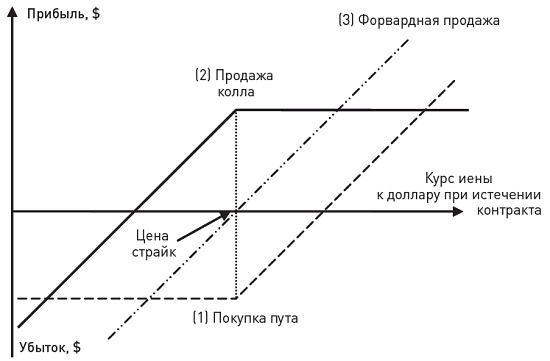 Прибыль, $
(3) Форвардная продажа
(2) Продажа
колла
Курс иены
к доллару при истечении
контракта
Цена
страйк
(1) Покупка пута
Убыток, $